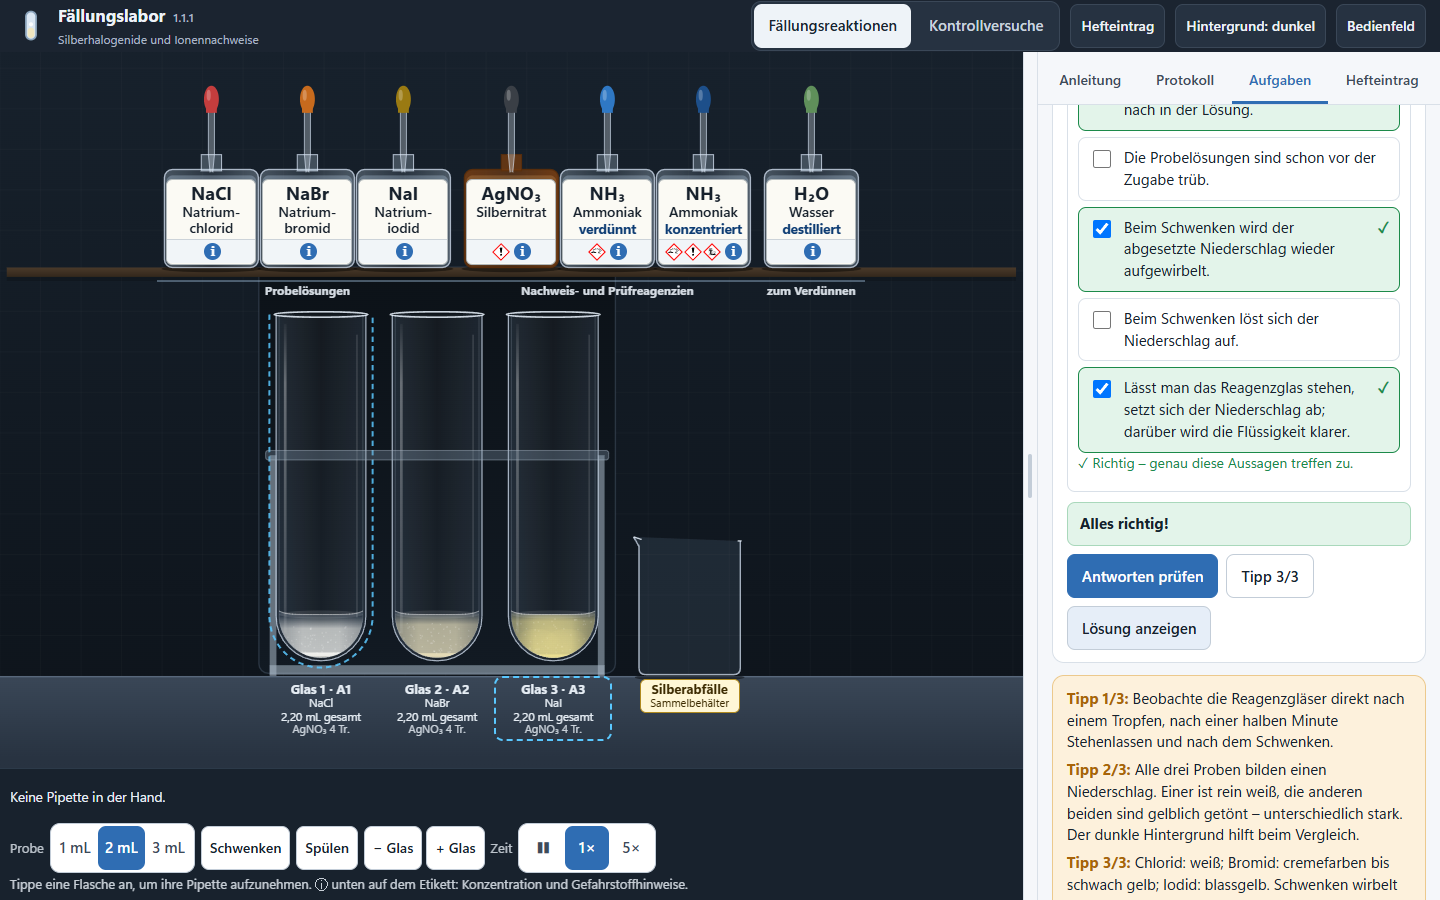 Fällungslabor 1.1.1
Silberhalogenide und Ionennachweise
Fällungsreaktionen
Kontrollversuche
Hefteintrag
Hintergrund: dunkel
Bedienfeld
NaCl
Natrium-
chlorid
NaBr
Natrium-
bromid
NaI
Natrium-
iodid
AgNO₃
Silbernitrat
NH₃
Ammoniak
verdünnt
NH₃
Ammoniak
konzentriert
H₂O
Wasser
destilliert
Probelösungen
Nachweis- und Prüfreagenzien
zum Verdünnen
Glas 1 · A1
NaCl
2,20 mL gesamt
AgNO₃ 4 Tr.
Glas 2 · A2
NaBr
2,20 mL gesamt
AgNO₃ 4 Tr.
Glas 3 · A3
NaI
2,20 mL gesamt
AgNO₃ 4 Tr.
Silberabfälle
Sammelbehälter
Keine Pipette in der Hand.
Probe 1 mL 2 mL 3 mL Schwenken Spülen − Glas + Glas Zeit 1× 5×
Tippe eine Flasche an, um ihre Pipette aufzunehmen. ⓘ unten auf dem Etikett: Konzentration und Gefahrstoffhinweise.
Anleitung
Protokoll
Aufgaben
Hefteintrag
nach in der Lösung.
Die Probelösungen sind schon vor der
Zugabe trüb.
Beim Schwenken wird der
abgesetzte Niederschlag wieder
aufgewirbelt.
Beim Schwenken löst sich der
Niederschlag auf.
Lässt man das Reagenzglas stehen,
setzt sich der Niederschlag ab;
darüber wird die Flüssigkeit klarer.
✓ Richtig – genau diese Aussagen treffen zu.
Alles richtig!
Antworten prüfen
Tipp 3/3
Lösung anzeigen
Tipp 1/3: Beobachte die Reagenzgläser direkt nach
einem Tropfen, nach einer halben Minute
Stehenlassen und nach dem Schwenken.
Tipp 2/3: Alle drei Proben bilden einen
Niederschlag. Einer ist rein weiß, die anderen
beiden sind gelblich getönt – unterschiedlich stark.
Der dunkle Hintergrund hilft beim Vergleich.
Tipp 3/3: Chlorid: weiß; Bromid: cremefarben bis
schwach gelb; Iodid: blassgelb. Schwenken wirbelt